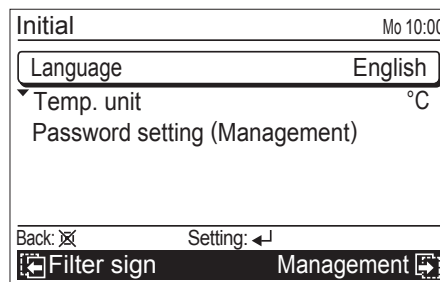 Initial Mo 10:00
Language English
Temp. unit °C
Password setting (Management)
Back: Setting:
Filter sign Management